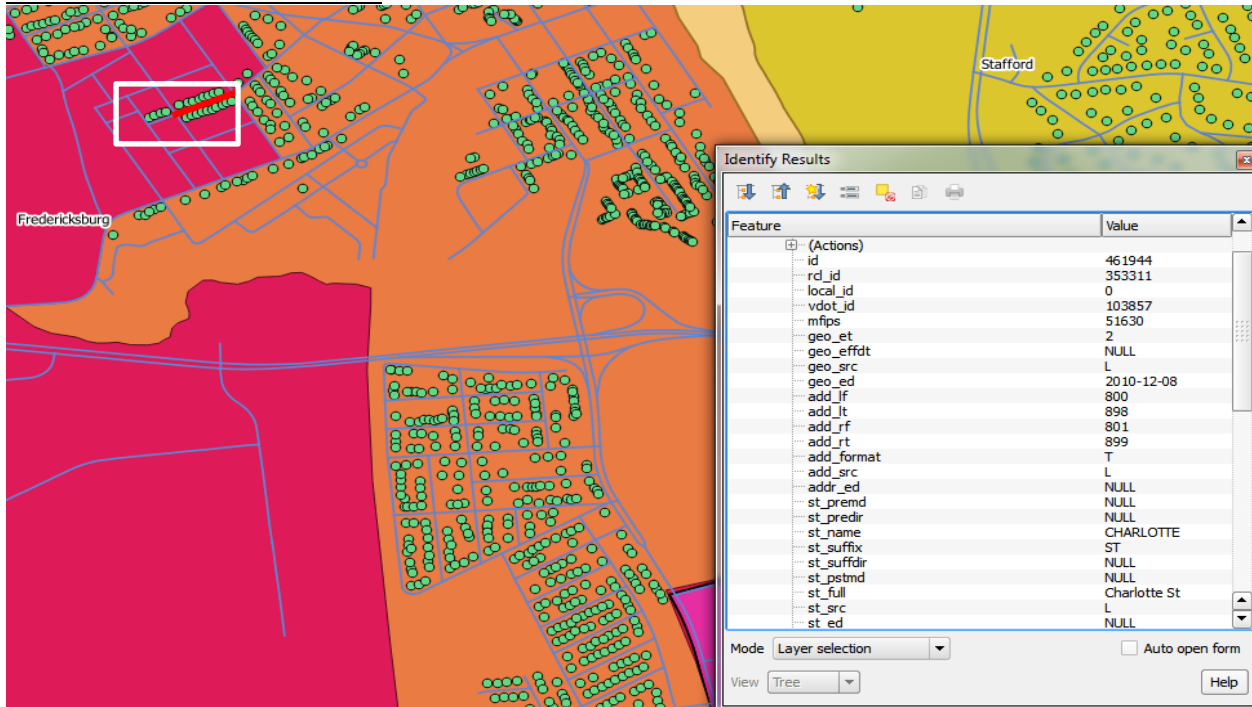 Stafford
Fredericksburg
Identify Results
Feature Value
(Actions)
id 461944
rcl_id 353311
local_id 0
vdot_id 103857
mfips 51630
geo_et 2
geo_effdt NULL
geo_src L
geo_ed 2010-12-08
add_lf 800
add_lt 898
add_rf 801
add_rt 899
add_format T
add_src L
addr_ed NULL
st_premd NULL
st_predir NULL
st_name CHARLOTTE
st_suffix ST
st_suffdir NULL
st_pstmd NULL
st_full Charlotte St
st_src L
st_ed NULL
Mode Layer selection Auto open form
View Tree Help